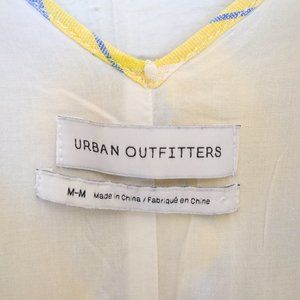 URBAN OUTFITTERS
M-M Made in China / Fabriqué en Chine